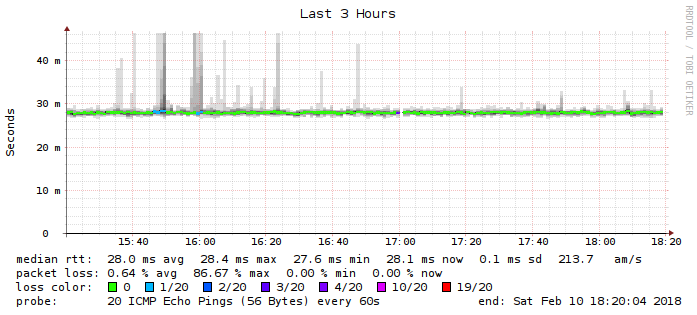 Last 3 Hours
RRDTOOL / TOBI OETIKER
Seconds
40 m
30 m
20 m
10 m
0
15:40 16:00 16:20 16:40 17:00 17:20 17:40 18:00 18:20
median rtt: 28.0 ms avg 28.4 ms max 27.6 ms min 28.1 ms now 0.1 ms sd 213.7 am/s
packet loss: 0.64 % avg 86.67 % max 0.00 % min 0.00 % now
loss color: 0 1/20 2/20 3/20 4/20 10/20 19/20
probe: 20 ICMP Echo Pings (56 Bytes) every 60s end: Sat Feb 10 18:20:04 2018